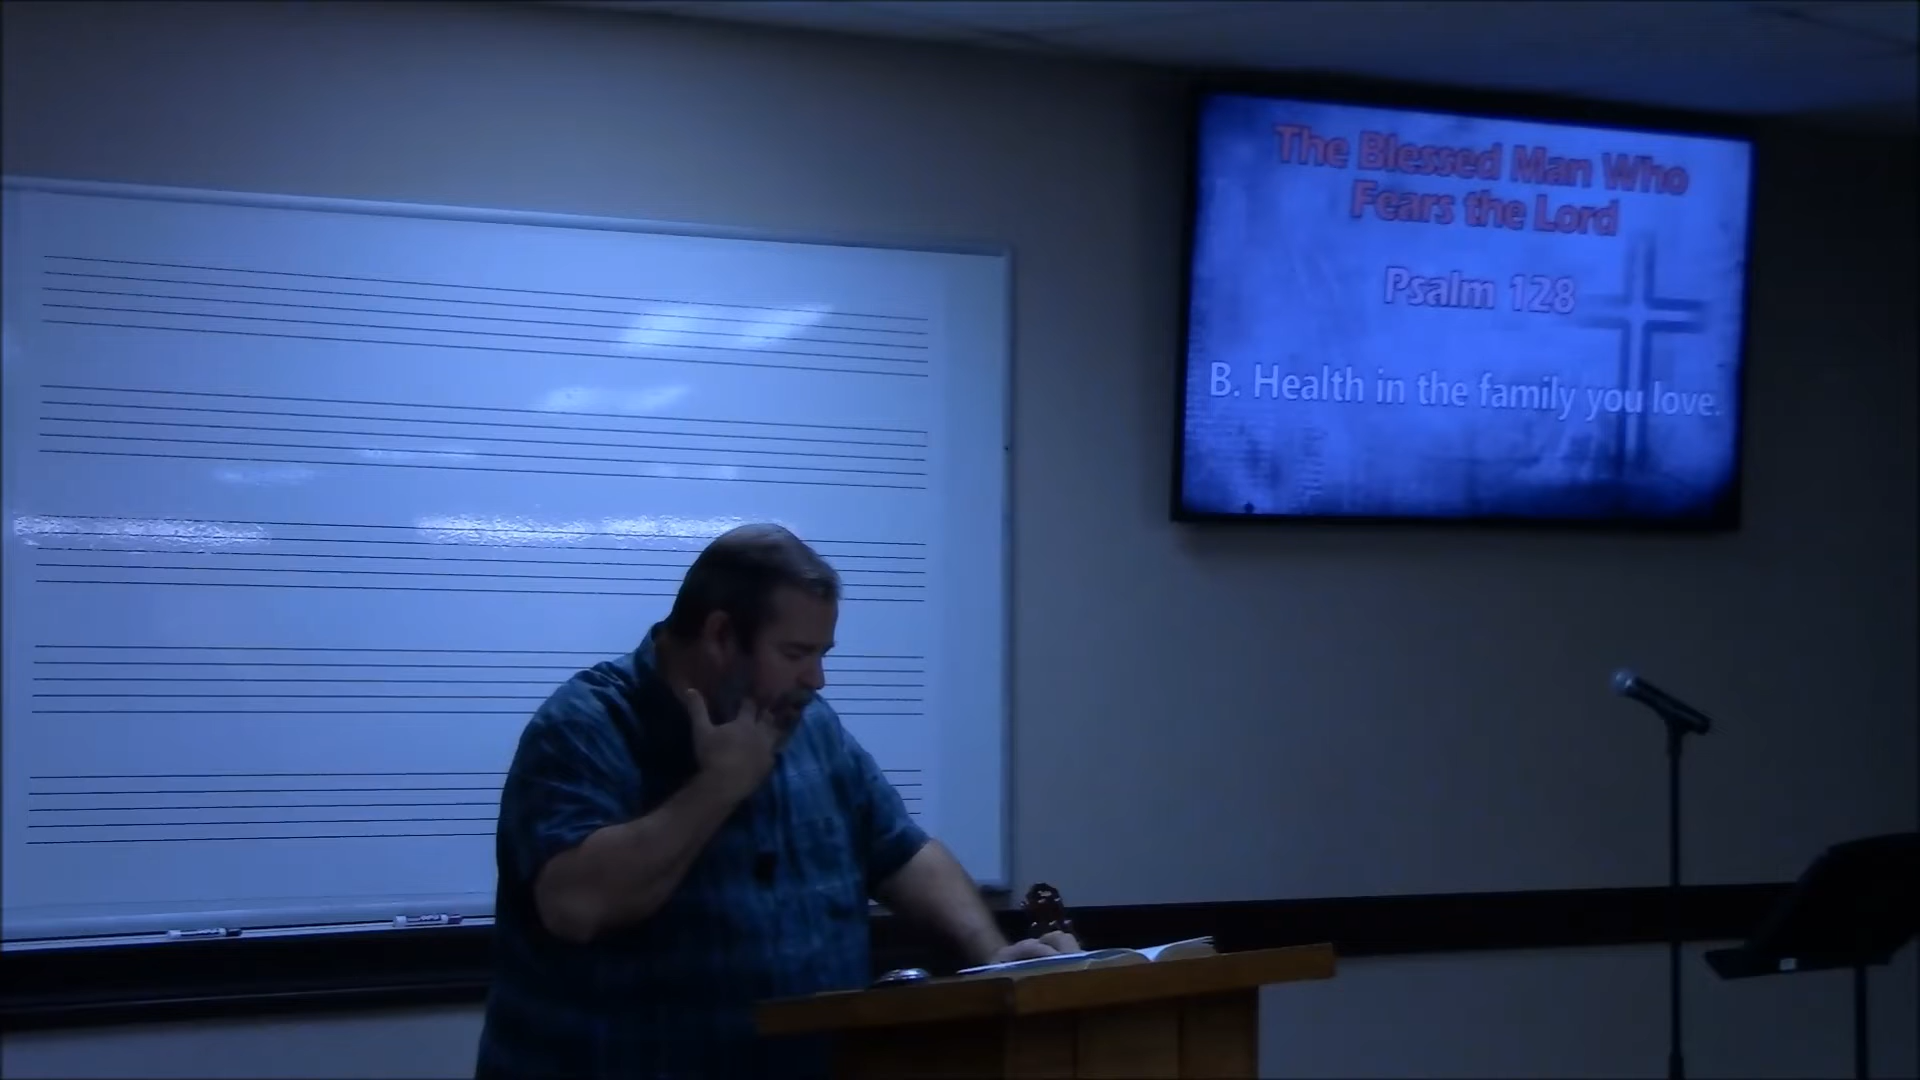 The Blessed Man Who
Fears the Lord
Psalm 128
B. Health in the family you love.